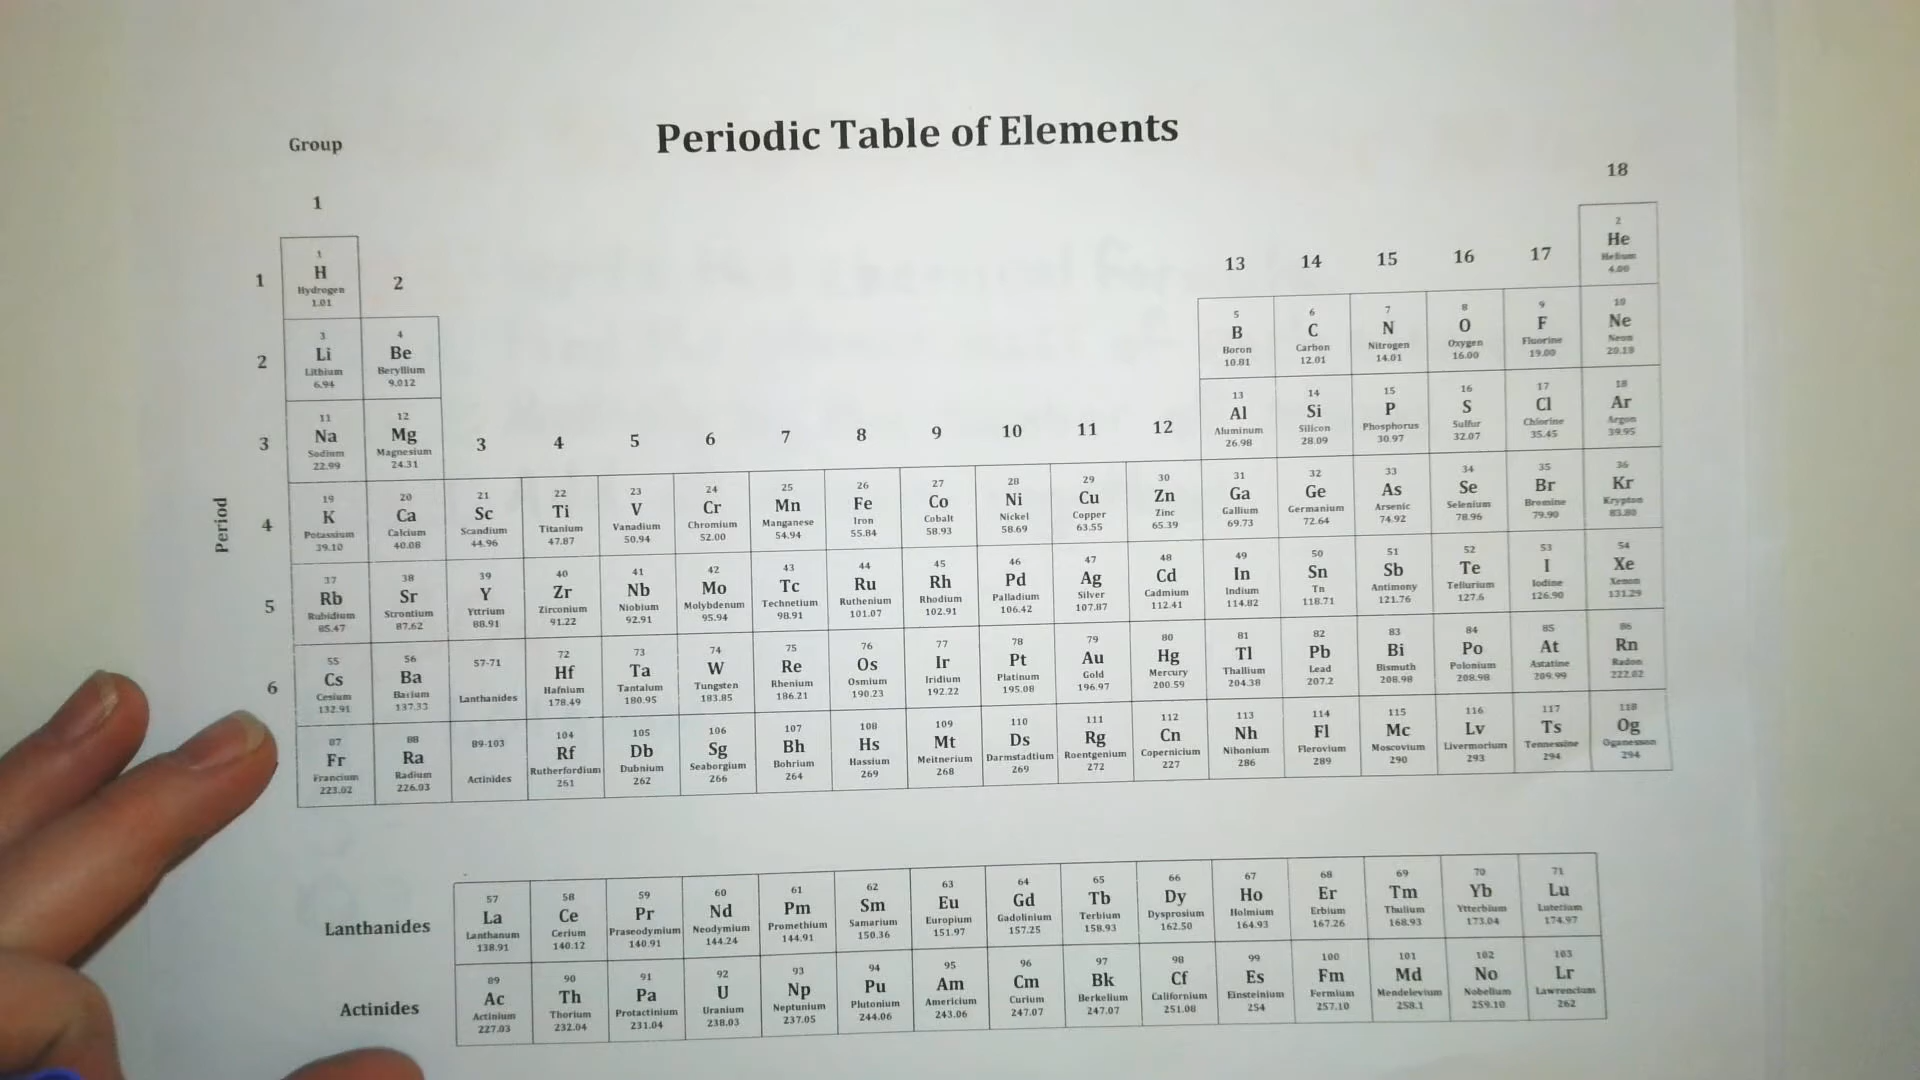 Periodic Table of Elements
Group
1 2 3 4 5 6 7 8 9 10 11 12 13 14 15 16 17 18
Period
1
1 H Hydrogen 1.01
2 He Helium 4.00
2
3 Li Lithium 6.94
4 Be Beryllium 9.012
5 B Boron 10.81
6 C Carbon 12.01
7 N Nitrogen 14.01
8 O Oxygen 16.00
9 F Fluorine 19.00
10 Ne Neon 20.18
3
11 Na Sodium 22.99
12 Mg Magnesium 24.31
13 Al Aluminum 26.98
14 Si Silicon 28.09
15 P Phosphorus 30.97
16 S Sulfur 32.07
17 Cl Chlorine 35.45
18 Ar Argon 39.95
4
19 K Potassium 39.10
20 Ca Calcium 40.08
21 Sc Scandium 44.96
22 Ti Titanium 47.87
23 V Vanadium 50.94
24 Cr Chromium 52.00
25 Mn Manganese 54.94
26 Fe Iron 55.84
27 Co Cobalt 58.93
28 Ni Nickel 58.69
29 Cu Copper 63.55
30 Zn Zinc 65.39
31 Ga Gallium 69.73
32 Ge Germanium 72.64
33 As Arsenic 74.92
34 Se Selenium 78.96
35 Br Bromine 79.90
36 Kr Krypton 83.80
5
37 Rb Rubidium 85.47
38 Sr Strontium 87.62
39 Y Yttrium 88.91
40 Zr Zirconium 91.22
41 Nb Niobium 92.91
42 Mo Molybdenum 95.94
43 Tc Technetium 98.91
44 Ru Ruthenium 101.07
45 Rh Rhodium 102.91
46 Pd Palladium 106.42
47 Ag Silver 107.87
48 Cd Cadmium 112.41
49 In Indium 114.82
50 Sn Tn 118.71
51 Sb Antimony 121.76
52 Te Tellurium 127.6
53 I Iodine 126.90
54 Xe Xenon 131.29
6
55 Cs Cesium 132.91
56 Ba Barium 137.33
57-71 Lanthanides
72 Hf Hafnium 178.49
73 Ta Tantalum 180.95
74 W Tungsten 183.85
75 Re Rhenium 186.21
76 Os Osmium 190.23
77 Ir Iridium 192.22
78 Pt Platinum 195.08
79 Au Gold 196.97
80 Hg Mercury 200.59
81 Tl Thallium 204.38
82 Pb Lead 207.2
83 Bi Bismuth 208.98
84 Po Polonium 208.98
85 At Astatine 209.99
86 Rn Radon 222.02
87 Fr Francium 223.02
88 Ra Radium 226.03
89-103 Actinides
104 Rf Rutherfordium 261
105 Db Dubnium 262
106 Sg Seaborgium 266
107 Bh Bohrium 264
108 Hs Hassium 269
109 Mt Meitnerium 268
110 Ds Darmstadtium 269
111 Rg Roentgenium 272
112 Cn Copernicium 227
113 Nh Nihonium 286
114 Fl Flerovium 289
115 Mc Moscovium 290
116 Lv Livermorium 293
117 Ts Tennessine 294
118 Og Oganesson 294
Lanthanides
57 La Lanthanum 138.91
58 Ce Cerium 140.12
59 Pr Praseodymium 140.91
60 Nd Neodymium 144.24
61 Pm Promethium 144.91
62 Sm Samarium 150.36
63 Eu Europium 151.97
64 Gd Gadolinium 157.25
65 Tb Terbium 158.93
66 Dy Dysprosium 162.50
67 Ho Holmium 164.93
68 Er Erbium 167.26
69 Tm Thulium 168.93
70 Yb Ytterbium 173.04
71 Lu Lutetium 174.97
Actinides
89 Ac Actinium 227.03
90 Th Thorium 232.04
91 Pa Protactinium 231.04
92 U Uranium 238.03
93 Np Neptunium 237.05
94 Pu Plutonium 244.06
95 Am Americium 243.06
96 Cm Curium 247.07
97 Bk Berkelium 247.07
98 Cf Californium 251.08
99 Es Einsteinium 254
100 Fm Fermium 257.10
101 Md Mendelevium 258.1
102 No Nobelium 259.10
103 Lr Lawrencium 262